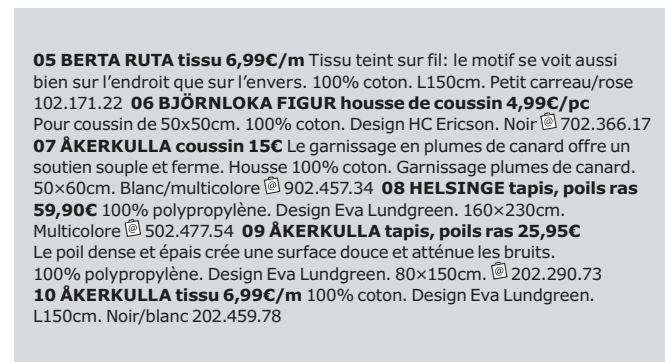 05 BERTA RUTA tissu 6,99€/m Tissu teint sur fil: le motif se voit aussi
bien sur l'endroit que sur l'envers. 100% coton. L150cm. Petit carreau/rose
102.171.22 06 BJÖRNLOKA FIGUR housse de coussin 4,99€/pc
Pour coussin de 50x50cm. 100% coton. Design HC Ericson. Noir @ 702.366.17
07 ÅKERKULLA coussin 15€ Le garnissage en plumes de canard offre un
soutien souple et ferme. Housse 100% coton. Garnissage plumes de canard.
50×60cm. Blanc/multicolore @ 902.457.34 08 HELSINGE tapis, poils ras
59,90€ 100% polypropylène. Design Eva Lundgreen. 160×230cm.
Multicolore @ 502.477.54 09 ÅKERKULLA tapis, poils ras 25,95€
Le poil dense et épais crée une surface douce et atténue les bruits.
100% polypropylène. Design Eva Lundgreen. 80×150cm. @ 202.290.73
10 ÅKERKULLA tissu 6,99€/m 100% coton. Design Eva Lundgreen.
L150cm. Noir/blanc 202.459.78